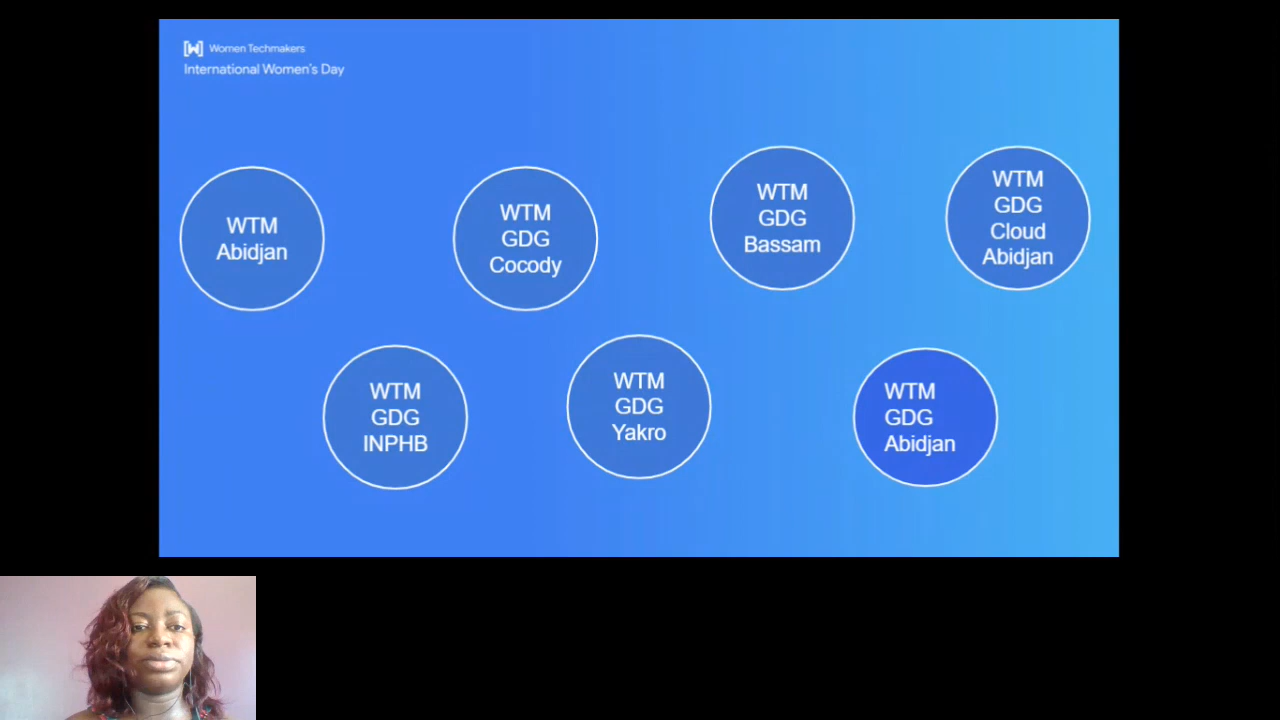 Women Techmakers
International Women's Day
WTM
Abidjan
WTM
GDG
Cocody
WTM
GDG
Bassam
WTM
GDG
Cloud
Abidjan
WTM
GDG
INPHB
WTM
GDG
Yakro
WTM
GDG
Abidjan